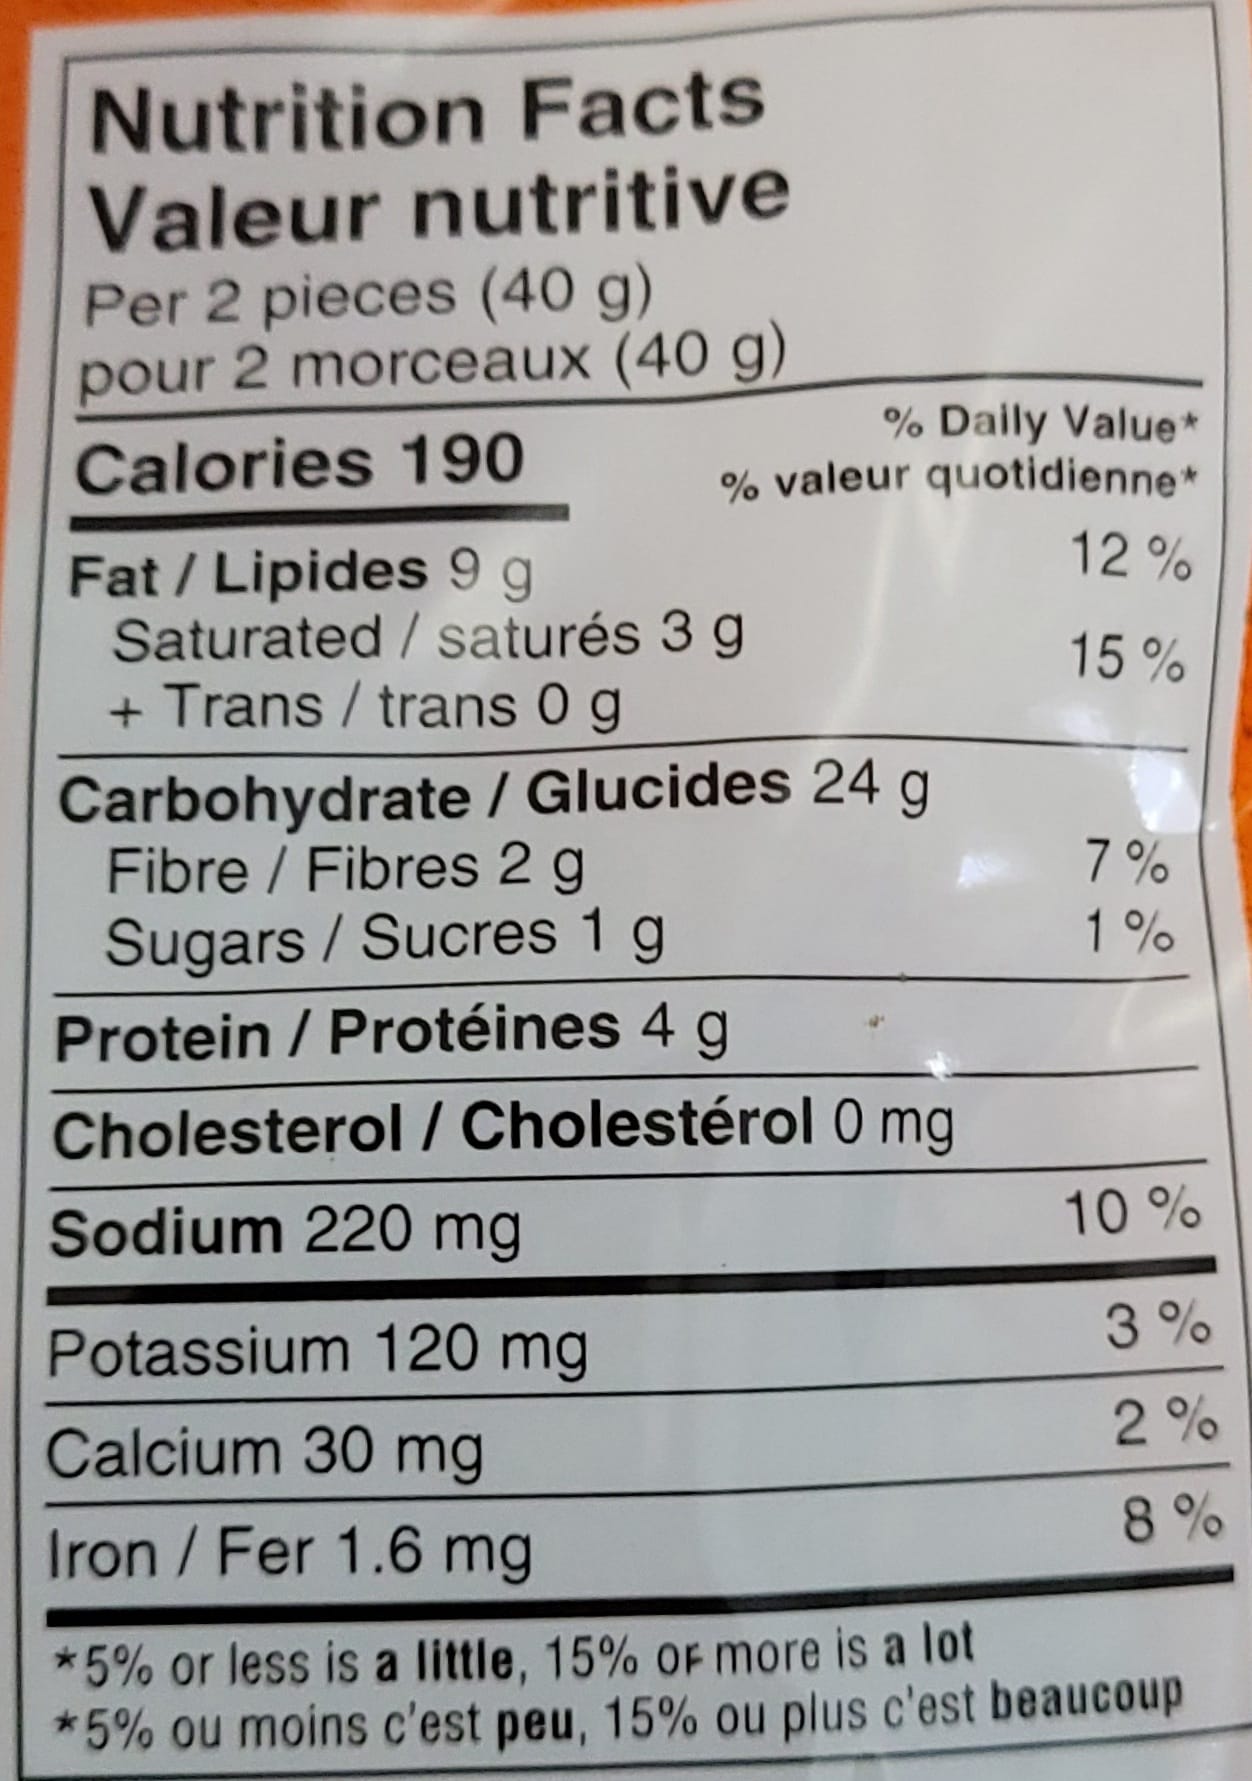 Nutrition Facts
Valeur nutritive
Per 2 pieces (40 g)
pour 2 morceaux (40 g)
% Daily Value*
Calories 190
% valeur quotidienne*
Fat / Lipides 9 g 12 %
Saturated / saturés 3 g 15 %
+ Trans / trans 0 g
Carbohydrate / Glucides 24 g
Fibre / Fibres 2 g 7 %
Sugars / Sucres 1 g 1 %
Protein / Protéines 4 g
Cholesterol / Cholestérol 0 mg
Sodium 220 mg 10 %
Potassium 120 mg 3 %
Calcium 30 mg 2 %
Iron / Fer 1.6 mg 8 %
*5% or less is a little, 15% or more is a lot
*5% ou moins c'est peu, 15% ou plus c'est beaucoup